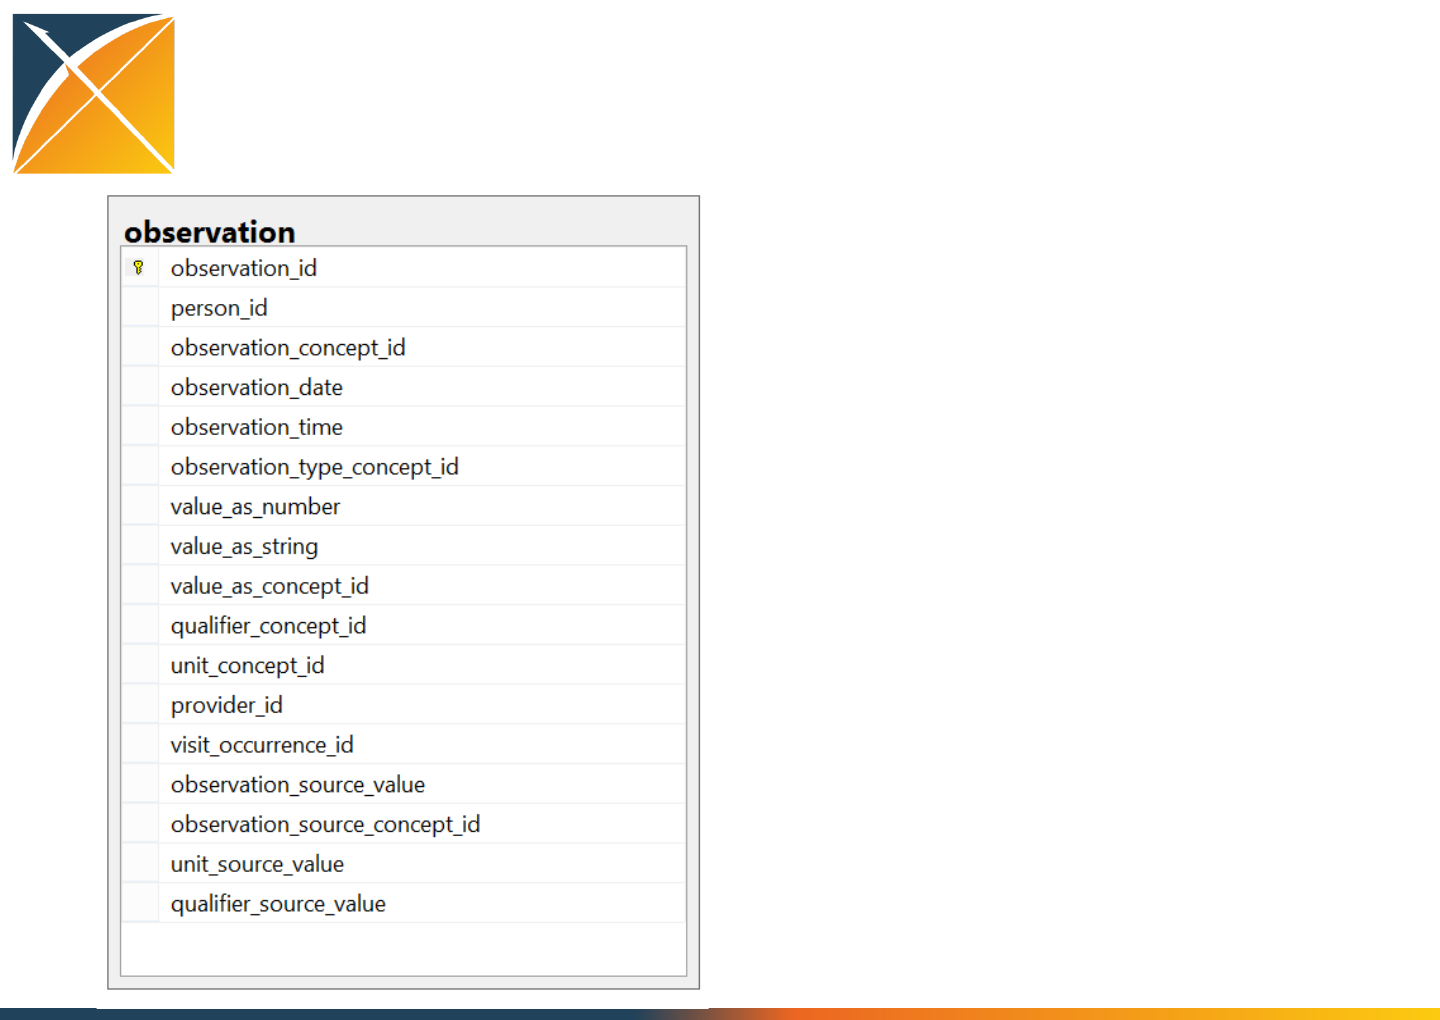 observation
observation_id
person_id
observation_concept_id
observation_date
observation_time
observation_type_concept_id
value_as_number
value_as_string
value_as_concept_id
qualifier_concept_id
unit_concept_id
provider_id
visit_occurrence_id
observation_source_value
observation_source_concept_id
unit_source_value
qualifier_source_value